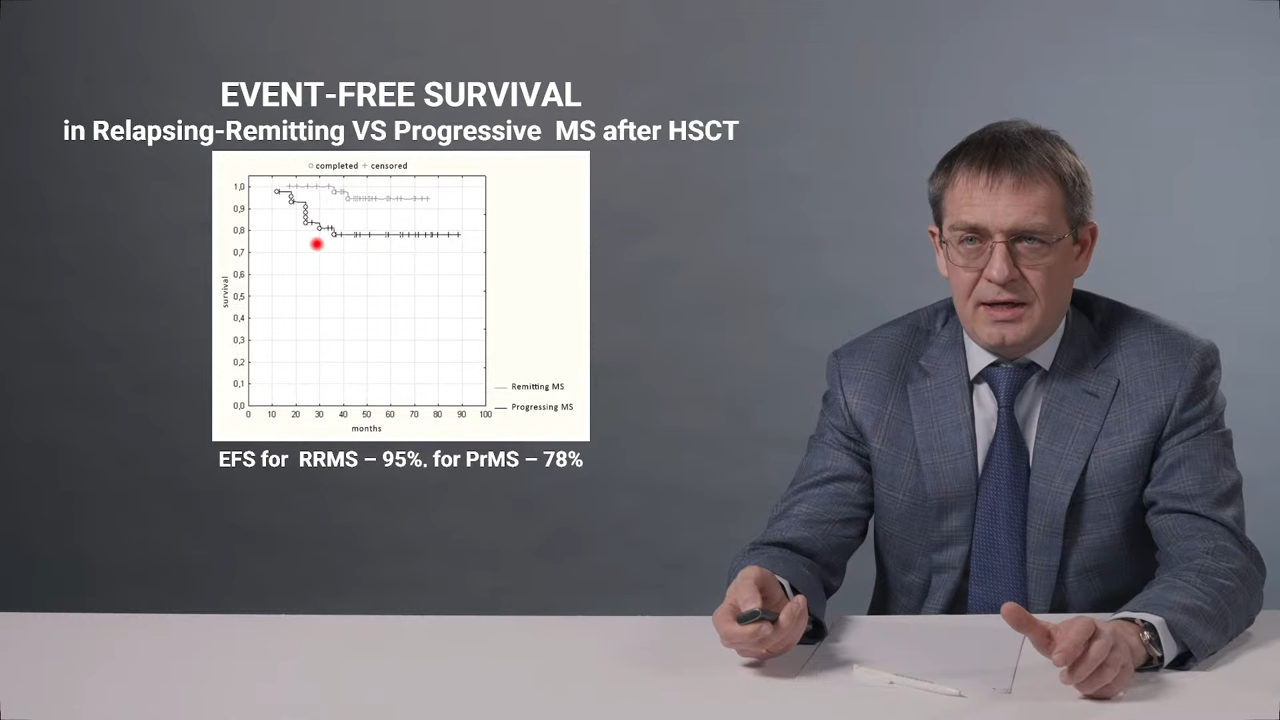 EVENT-FREE SURVIVAL
in Relapsing-Remitting VS Progressive MS after HSCT
completed + censored
1,0
0,9
0,8
0,7
0,6
0,5
0,4
0,3
0,2
0,1
0,0
survival
0 10 20 30 40 50 60 70 80 90 100
months
Remitting MS
Progressing MS
EFS for RRMS – 95%. for PrMS – 78%